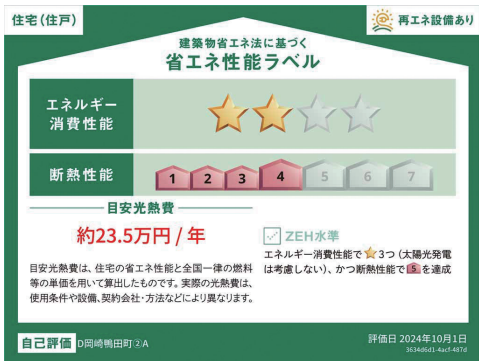 住宅(住戸)
再エネ設備あり
建築物省エネ法に基づく
省エネ性能ラベル
エネルギー
消費性能
断熱性能
1 2 3 4 5 6 7
目安光熱費
約23.5万円 / 年
目安光熱費は、住宅の省エネ性能と全国一律の燃料
等の単価を用いて算出したものです。実際の光熱費は、
使用条件や設備、契約会社・方法などにより異なります。
ZEH水準
エネルギー消費性能で⭐3つ (太陽光発電
は考慮しない)、かつ断熱性能で5を達成
自己評価 D岡崎鴨田町②A
評価日 2024年10月1日
3634d6d1-4acf-487d